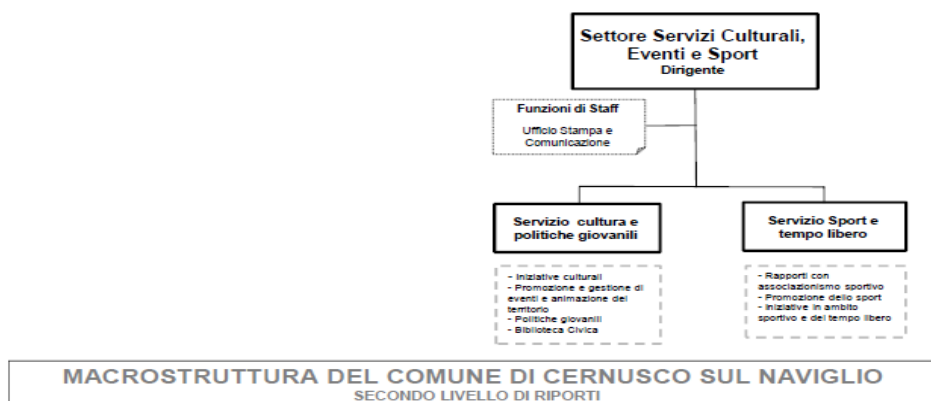 Settore Servizi Culturali,
Eventi e Sport
Dirigente
Funzioni di Staff
Ufficio Stampa e
Comunicazione
Servizio cultura e
politiche giovanili
- Iniziative culturali
- Promozione e gestione di
eventi e animazione del
territorio
- Politiche giovanili
- Biblioteca Civica
Servizio Sport e
tempo libero
- Rapporti con
associazionismo sportivo
- Promozione dello sport
- Iniziative in ambito
sportivo e del tempo libero
MACROSTRUTTURA DEL COMUNE DI CERNUSCO SUL NAVIGLIO
SECONDO LIVELLO DI RIPORTI